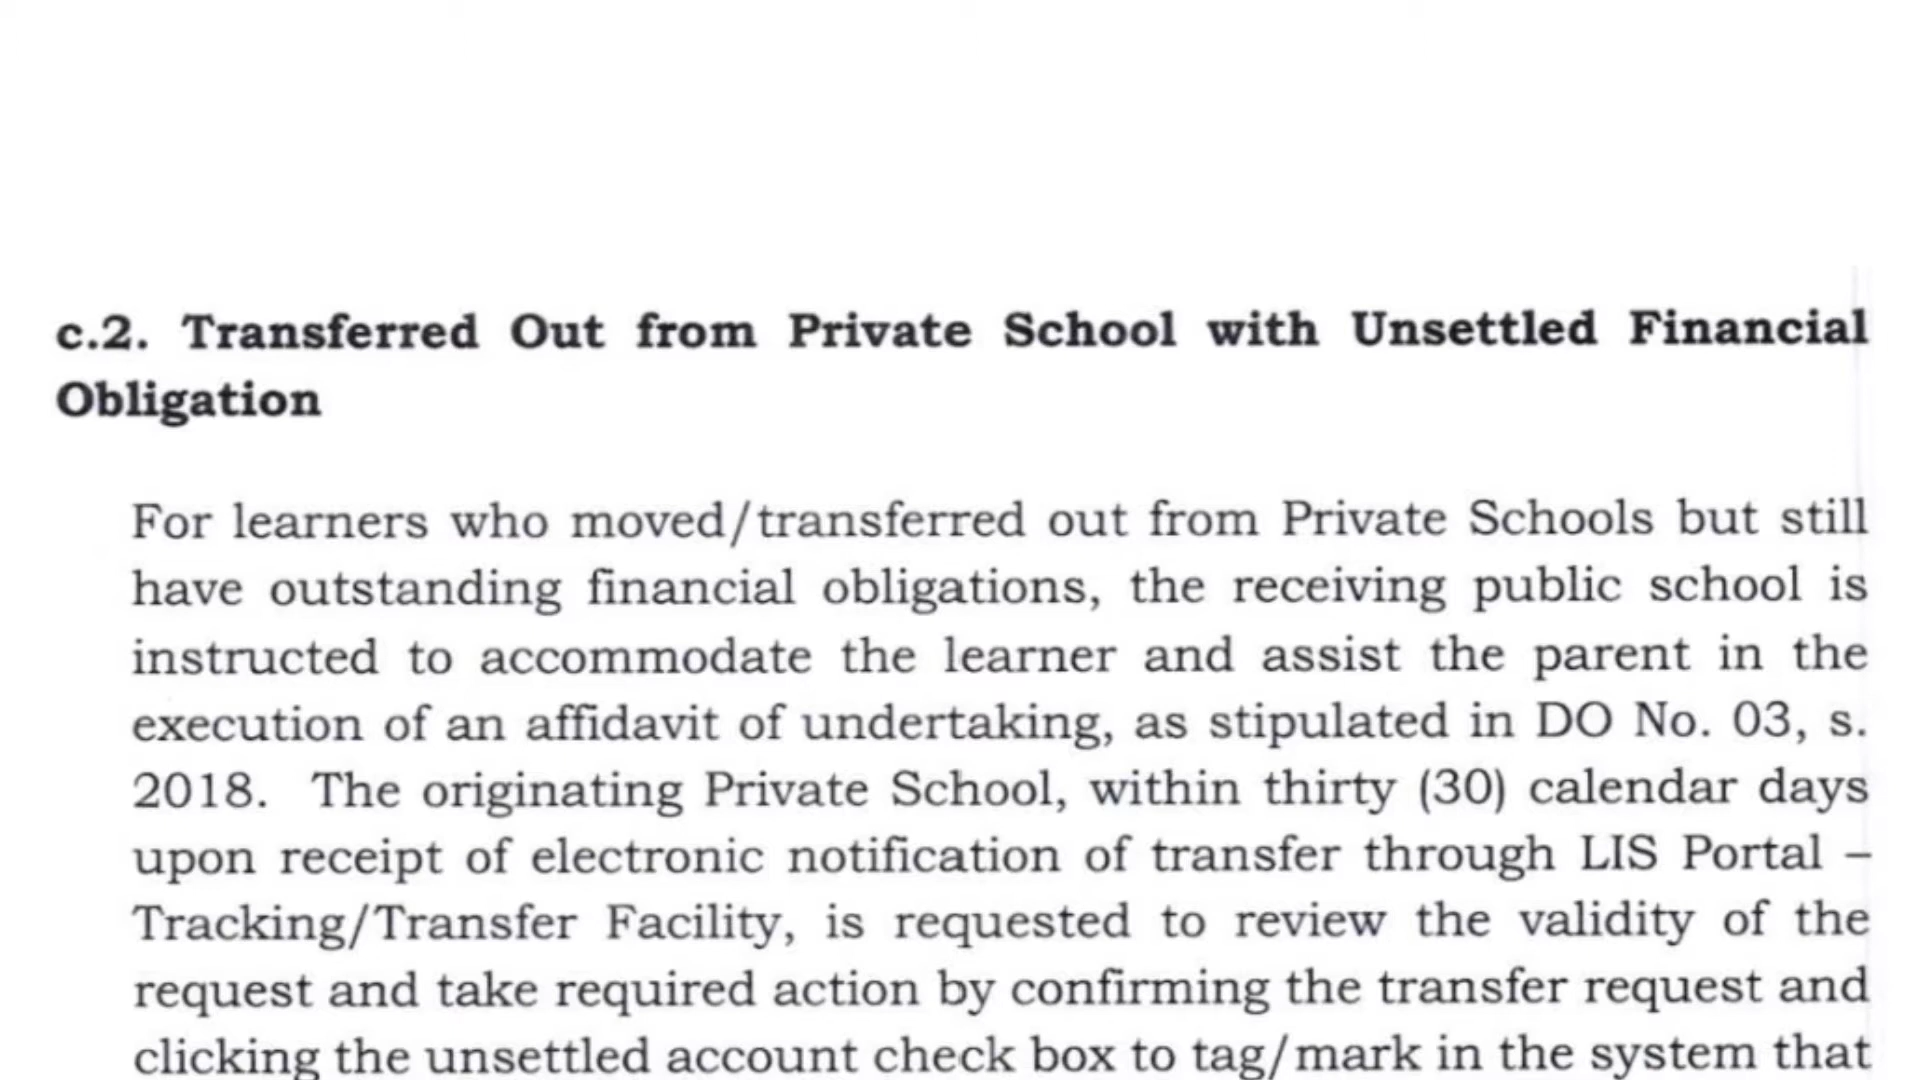 c.2. Transferred Out from Private School with Unsettled Financial
Obligation
For learners who moved/transferred out from Private Schools but still
have outstanding financial obligations, the receiving public school is
instructed to accommodate the learner and assist the parent in the
execution of an affidavit of undertaking, as stipulated in DO No. 03, s.
2018. The originating Private School, within thirty (30) calendar days
upon receipt of electronic notification of transfer through LIS Portal –
Tracking/Transfer Facility, is requested to review the validity of the
request and take required action by confirming the transfer request and
clicking the unsettled account check box to tag/mark in the system that